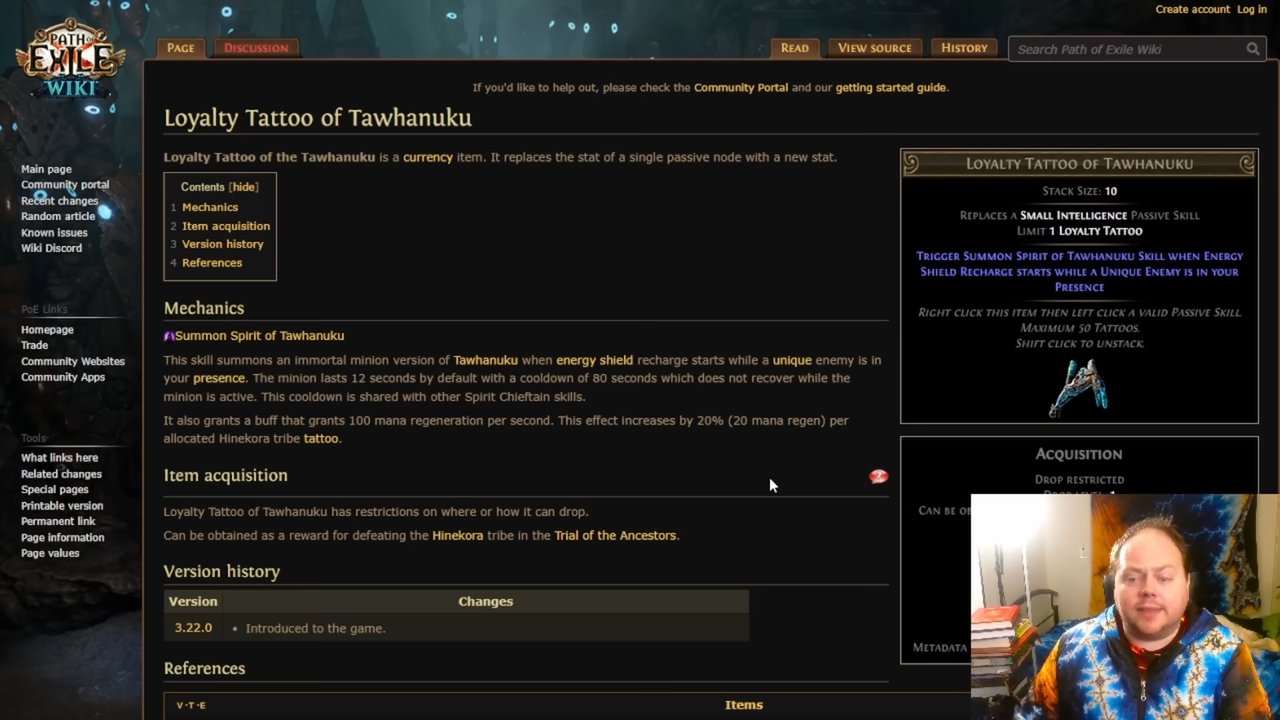 Create account Log in
PATH OF EXILE WIKI
PAGE DISCUSSION READ VIEW SOURCE HISTORY Search Path of Exile Wiki
If you'd like to help out, please check the Community Portal and our getting started guide.
Loyalty Tattoo of Tawhanuku
Loyalty Tattoo of the Tawhanuku is a currency item. It replaces the stat of a single passive node with a new stat.
Contents [hide]
1 Mechanics
2 Item acquisition
3 Version history
4 References
Mechanics
Summon Spirit of Tawhanuku
This skill summons an immortal minion version of Tawhanuku when energy shield recharge starts while a unique enemy is in
your presence. The minion lasts 12 seconds by default with a cooldown of 80 seconds which does not recover while the
minion is active. This cooldown is shared with other Spirit Chieftain skills.
It also grants a buff that grants 100 mana regeneration per second. This effect increases by 20% (20 mana regen) per
allocated Hinekora tribe tattoo.
Item acquisition
Loyalty Tattoo of Tawhanuku has restrictions on where or how it can drop.
Can be obtained as a reward for defeating the Hinekora tribe in the Trial of the Ancestors.
Version history
Version Changes
3.22.0 • Introduced to the game.
References
V·T·E Items
Main page
Community portal
Recent changes
Random article
Known issues
Wiki Discord
PoE Links
Homepage
Trade
Community Websites
Community Apps
Tools
What links here
Related changes
Special pages
Printable version
Permanent link
Page information
Page values
LOYALTY TATTOO OF TAWHANUKU
STACK SIZE: 10
REPLACES A SMALL INTELLIGENCE PASSIVE SKILL
LIMIT 1 LOYALTY TATTOO
TRIGGER SUMMON SPIRIT OF TAWHANUKU SKILL WHEN ENERGY
SHIELD RECHARGE STARTS WHILE A UNIQUE ENEMY IS IN YOUR
PRESENCE
RIGHT CLICK THIS ITEM THEN LEFT CLICK A VALID PASSIVE SKILL.
MAXIMUM 50 TATTOOS.
SHIFT CLICK TO UNSTACK.
ACQUISITION
DROP RESTRICTED
CAN BE
METADATA